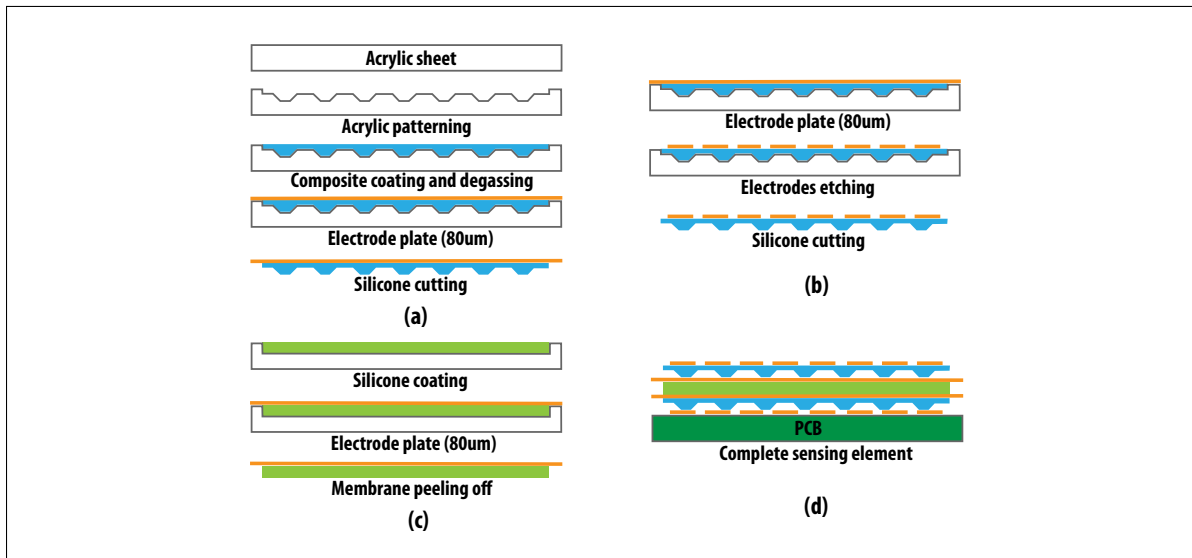 Acrylic sheet
Acrylic patterning
Composite coating and degassing
Electrode plate (80um)
Silicone cutting
(a)
Electrode plate (80um)
Electrodes etching
Silicone cutting
(b)
Silicone coating
Electrode plate (80um)
Membrane peeling off
(c)
PCB
Complete sensing element
(d)